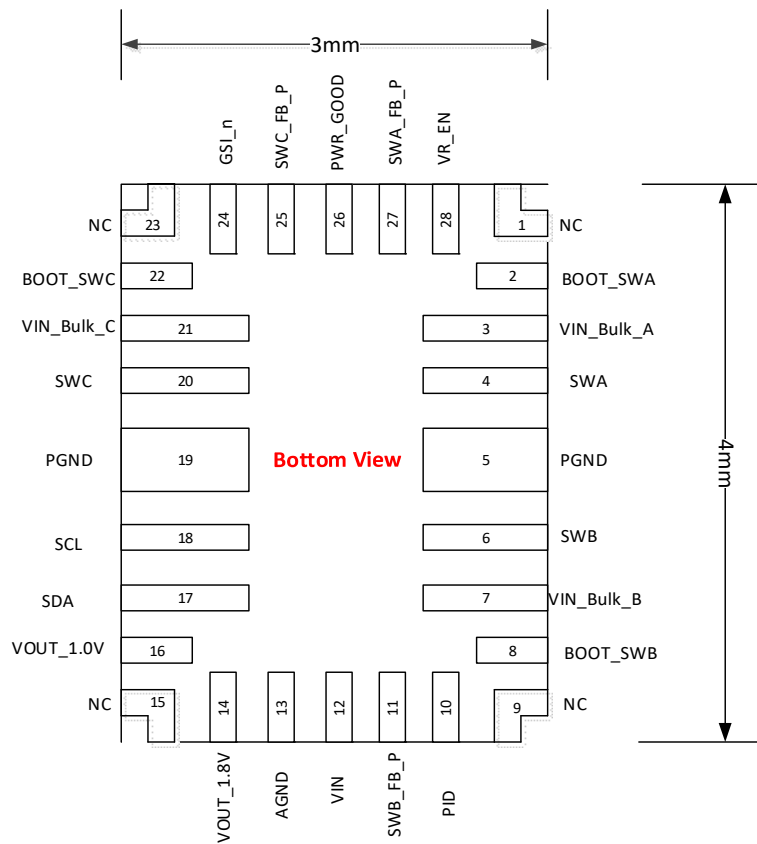 3mm
GSI_n
SWC_FB_P
PWR_GOOD
SWA_FB_P
VR_EN
24
25
26
27
28
NC
23
1
NC
BOOT_SWC
22
2
BOOT_SWA
VIN_Bulk_C
21
3
VIN_Bulk_A
SWC
20
4
SWA
PGND
19
Bottom View
5
PGND
4mm
SCL
18
6
SWB
SDA
17
7
VIN_Bulk_B
VOUT_1.0V
16
8
BOOT_SWB
NC
15
9
NC
14
13
12
11
10
VOUT_1.8V
AGND
VIN
SWB_FB_P
PID